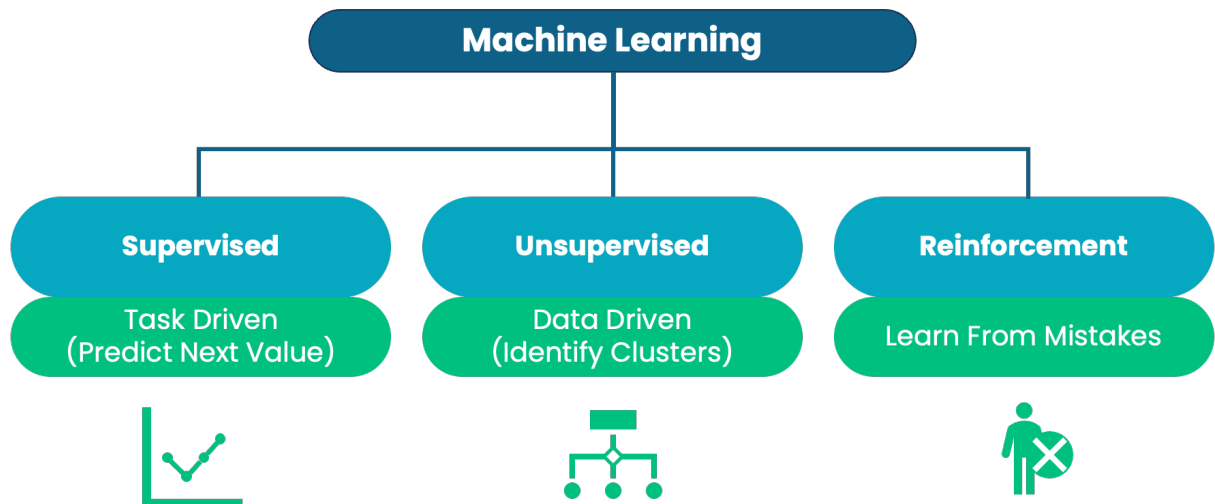 Machine Learning
Supervised
Unsupervised
Reinforcement
Task Driven
(Predict Next Value)
Data Driven
(Identify Clusters)
Learn From Mistakes